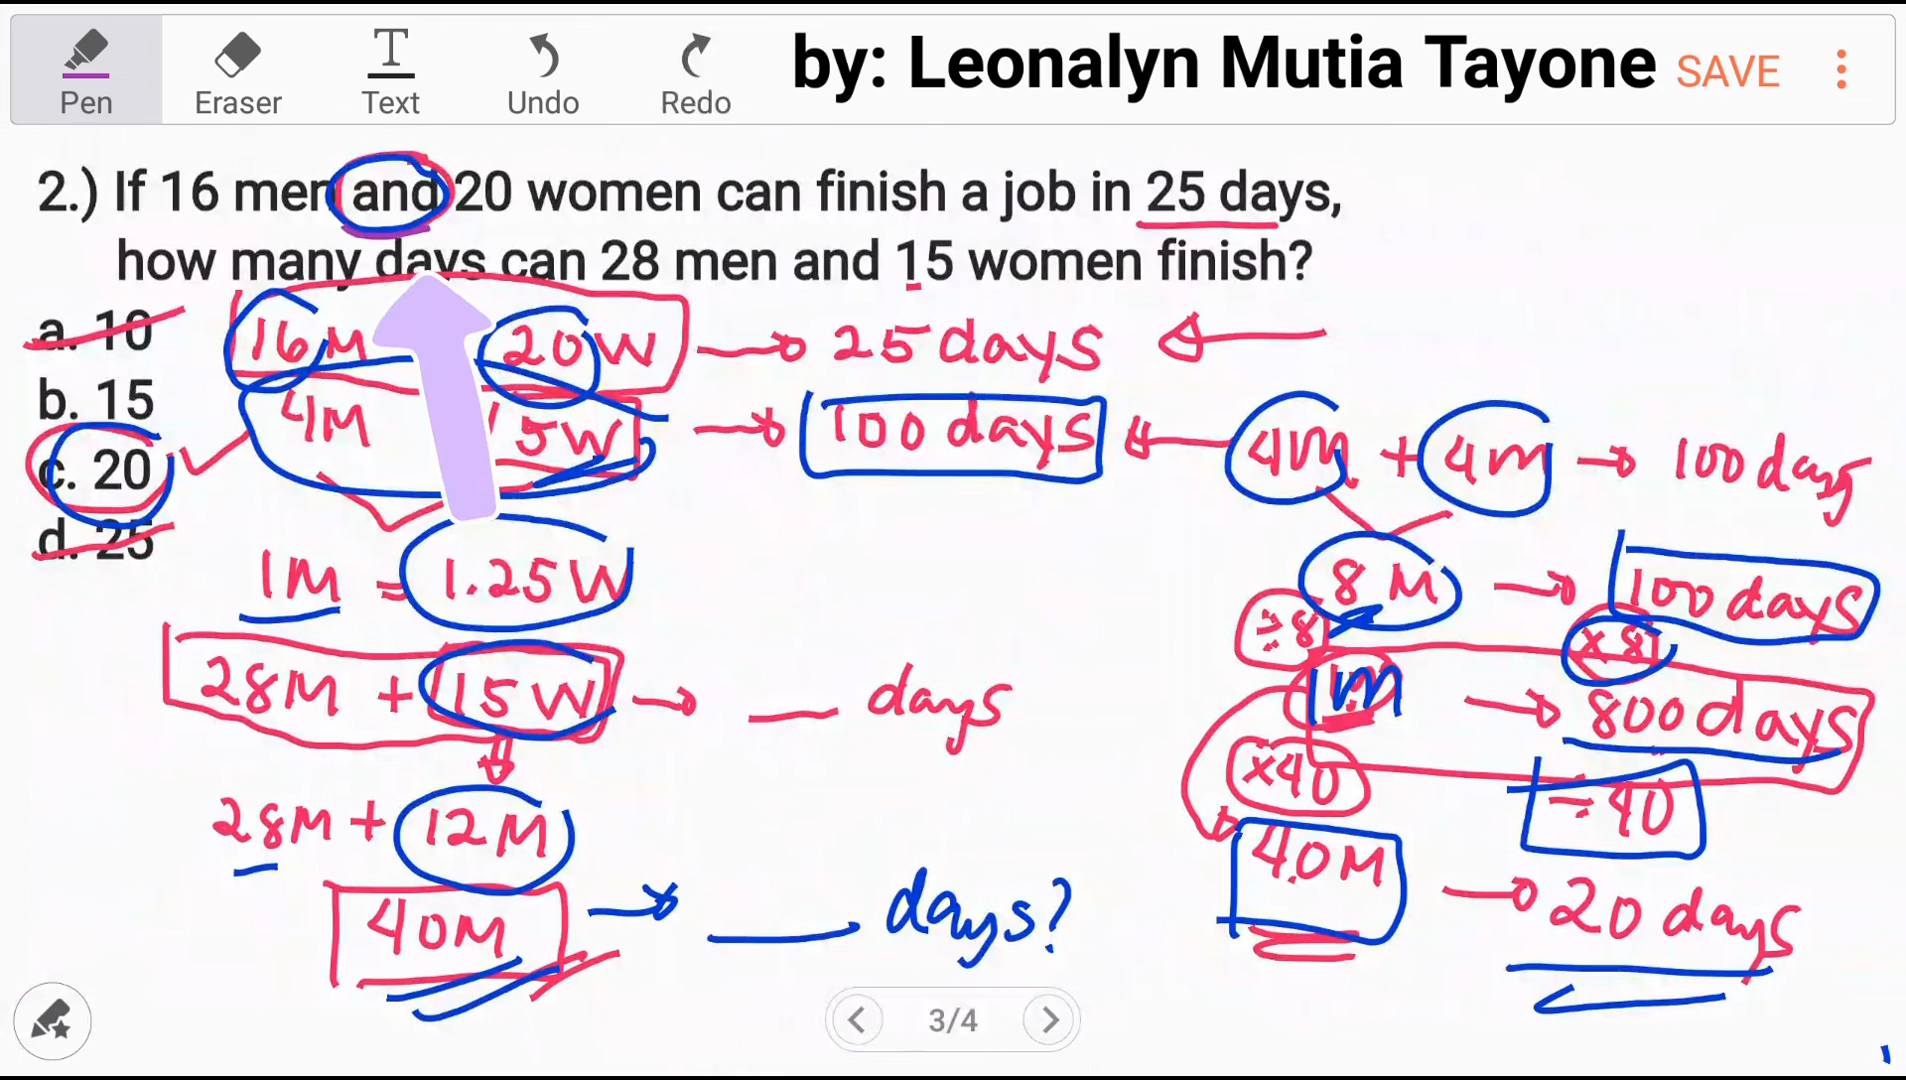 Pen Eraser Text Undo Redo by: Leonalyn Mutia Tayone SAVE
2.) If 16 men and 20 women can finish a job in 25 days,
how many days can 28 men and 15 women finish?
a. 10
b. 15
c. 20
d. 25
16M 20W → 25 days
4M 5W → 100 days
1M = 1.25W
28M + 15W → __ days
28M + 12M
40M → __ days?
4M + 4M → 100 days
8M → 100 days
÷8 ×8
1M → 800 days
×40 ÷40
40M → 20 days
3/4